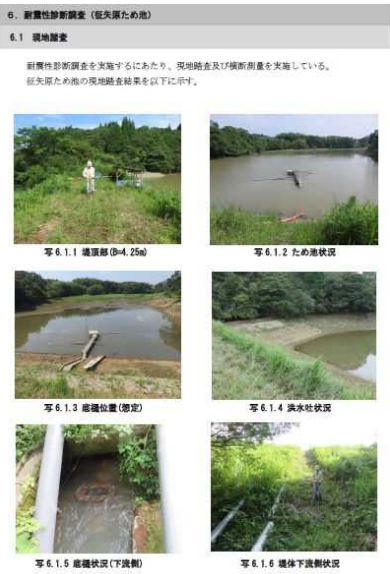 6. 耐震性診断調査（征矢原ため池）
6.1 現地踏査
耐震性診断調査を実施するにあたり、現地踏査及び横断測量を実施している。
征矢原ため池の現地踏査結果を以下に示す。
写 6.1.1 堤頂部(B=4.25m)
写 6.1.2 ため池状況
写 6.1.3 底樋位置(想定)
写 6.1.4 洪水吐状況
写 6.1.5 底樋状況(下流側)
写 6.1.6 堤体下流側状況